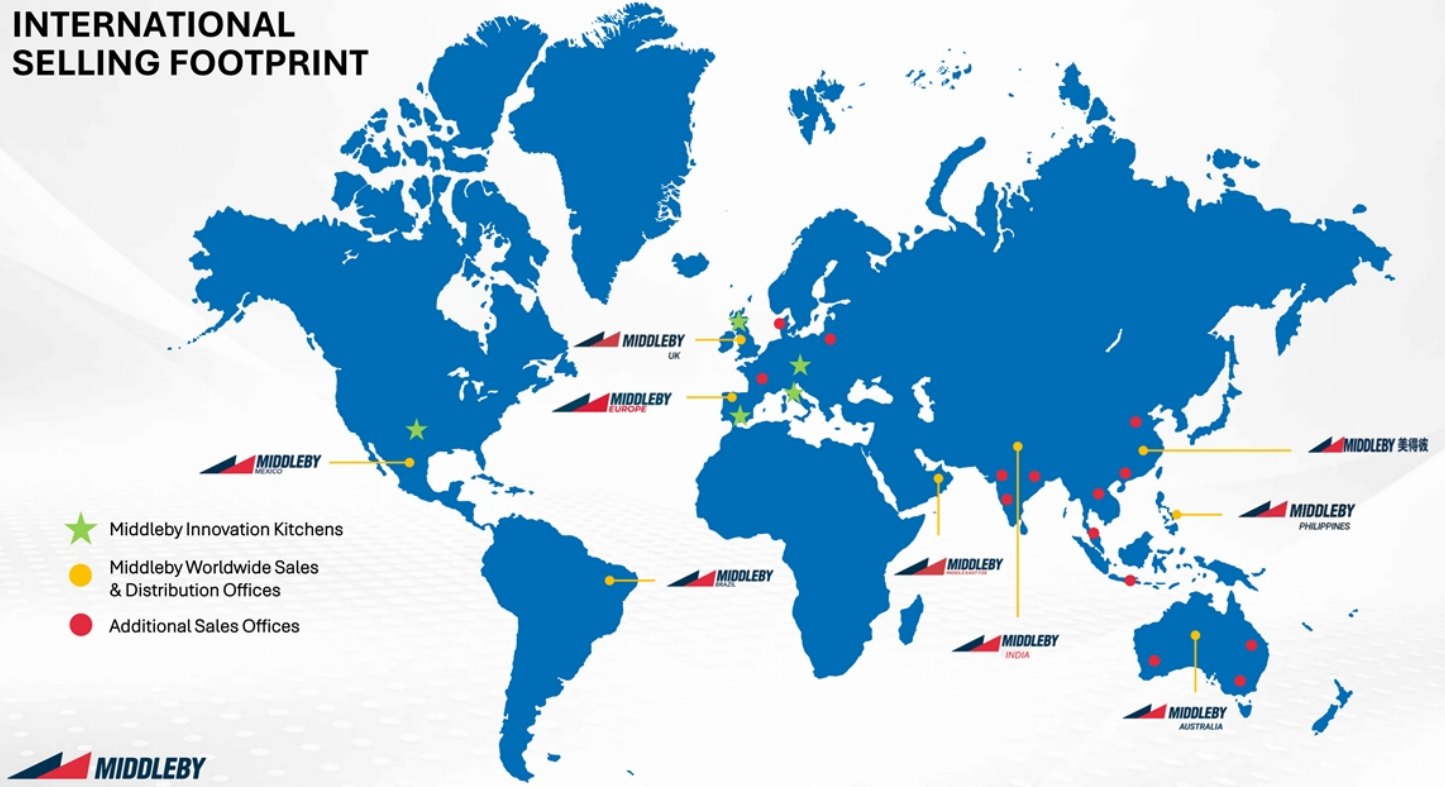 INTERNATIONAL
SELLING FOOTPRINT
MIDDLEBY
UK
MIDDLEBY
EUROPE
MIDDLEBY
MEXICO
MIDDLEBY 美得彼
MIDDLEBY
PHILIPPINES
MIDDLEBY
BRAZIL
MIDDLEBY
MIDDLEBY
INDIA
MIDDLEBY
AUSTRALIA
Middleby Innovation Kitchens
Middleby Worldwide Sales
& Distribution Offices
Additional Sales Offices
MIDDLEBY